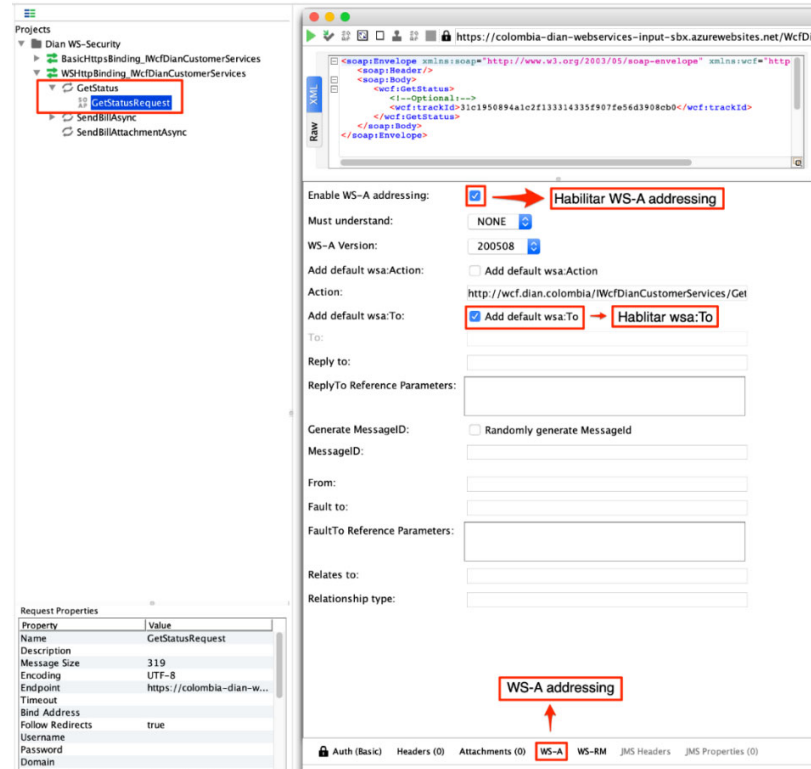 Projects
Dian WS-Security
BasicHttpsBinding_IWcfDianCustomerServices
WSHttpBinding_IWcfDianCustomerServices
GetStatus
GetStatusRequest
SendBillAsync
SendBillAttachmentAsync
Request Properties
Property Value
Name GetStatusRequest
Description
Message Size 319
Encoding UTF-8
Endpoint https://colombia-dian-w...
Timeout
Bind Address
Follow Redirects true
Username
Password
Domain
https://colombia-dian-webservices-input-sbx.azurewebsites.net/WcfDi
XML
Raw
<soap:Envelope xmlns:soap="http://www.w3.org/2003/05/soap-envelope" xmlns:wcf="http
<soap:Header/>
<soap:Body>
<wcf:GetStatus>
<!--Optional:-->
<wcf:trackId>31c1950894a1c2f133314335f907fe56d3908cb0</wcf:trackId>
</wcf:GetStatus>
</soap:Body>
</soap:Envelope>
Enable WS-A addressing: Habilitar WS-A addressing
Must understand: NONE
WS-A Version: 200508
Add default wsa:Action: Add default wsa:Action
Action: http://wcf.dian.colombia/IWcfDianCustomerServices/Get
Add default wsa:To: Add default wsa:To Hablitar wsa:To
To:
Reply to:
ReplyTo Reference Parameters:
Generate MessageID: Randomly generate MessageId
MessageID:
From:
Fault to:
FaultTo Reference Parameters:
Relates to:
Relationship type:
WS-A addressing
Auth (Basic) Headers (0) Attachments (0) WS-A WS-RM JMS Headers JMS Properties (0)